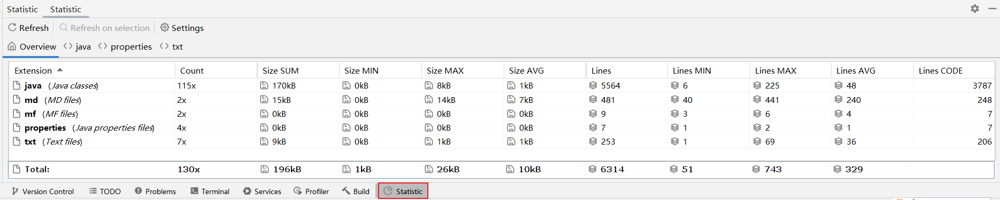 Statistic Statistic
Refresh Refresh on selection Settings
Overview java properties txt
Extension Count Size SUM Size MIN Size MAX Size AVG Lines Lines MIN Lines MAX Lines AVG Lines CODE
java (Java classes) 115x 170kB 0kB 8kB 1kB 5564 6 225 48 3787
md (MD files) 2x 15kB 0kB 14kB 7kB 481 40 441 240 248
mf (MF files) 2x 0kB 0kB 0kB 0kB 9 3 6 4 7
properties (Java properties files) 4x 0kB 0kB 0kB 0kB 7 1 2 1 7
txt (Text files) 7x 9kB 0kB 1kB 1kB 253 1 69 36 206
Total: 130x 196kB 1kB 26kB 10kB 6314 51 743 329
Version Control TODO Problems Terminal Services Profiler Build Statistic